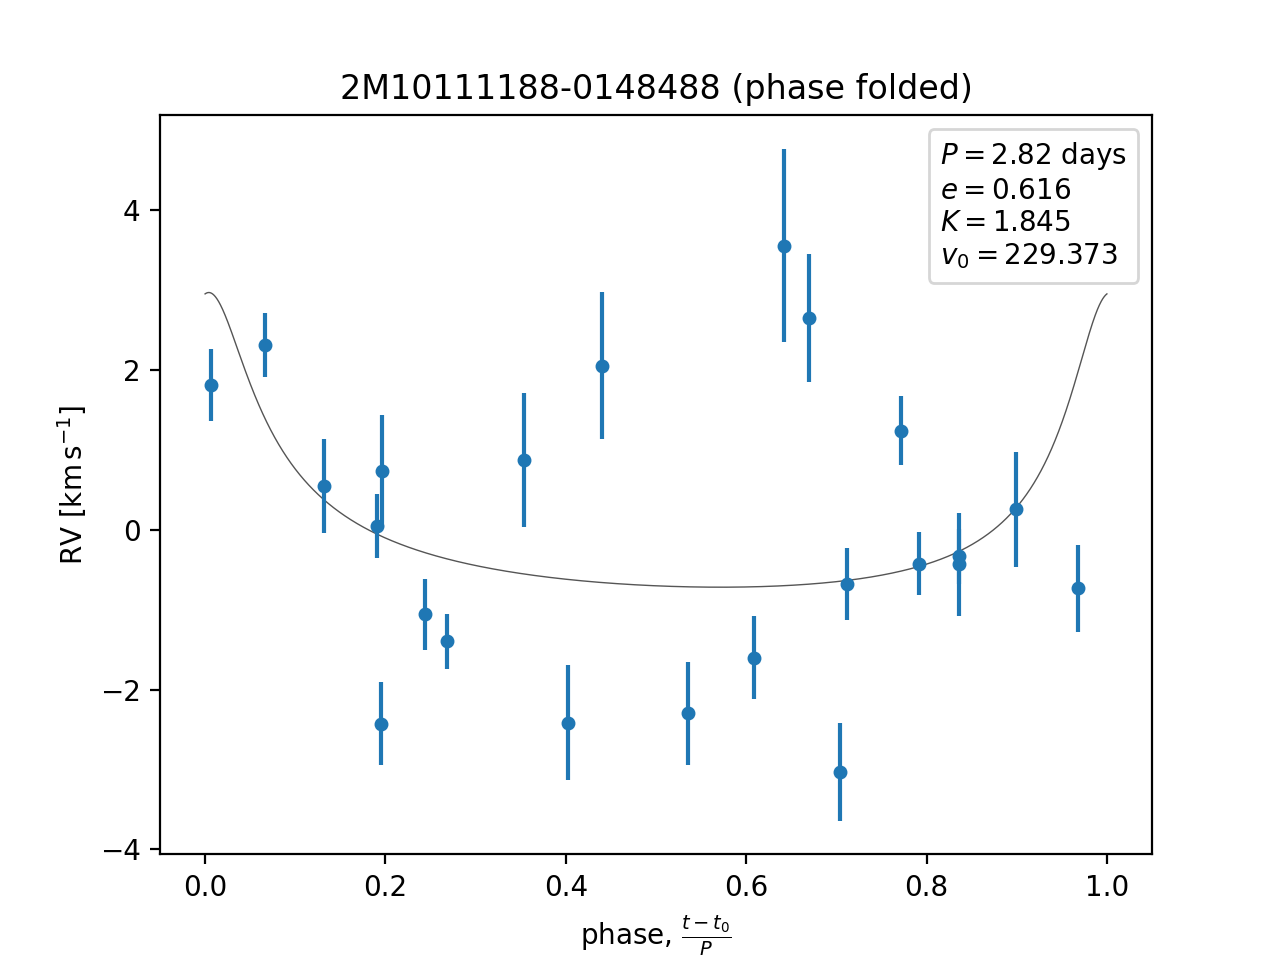 2M10111188-0148488 (phase folded)
P = 2.82 days
e = 0.616
K = 1.845
v₀ = 229.373
4
2
0
−2
−4
RV [km s⁻¹]
0.0 0.2 0.4 0.6 0.8 1.0
phase, (t − t₀)/P